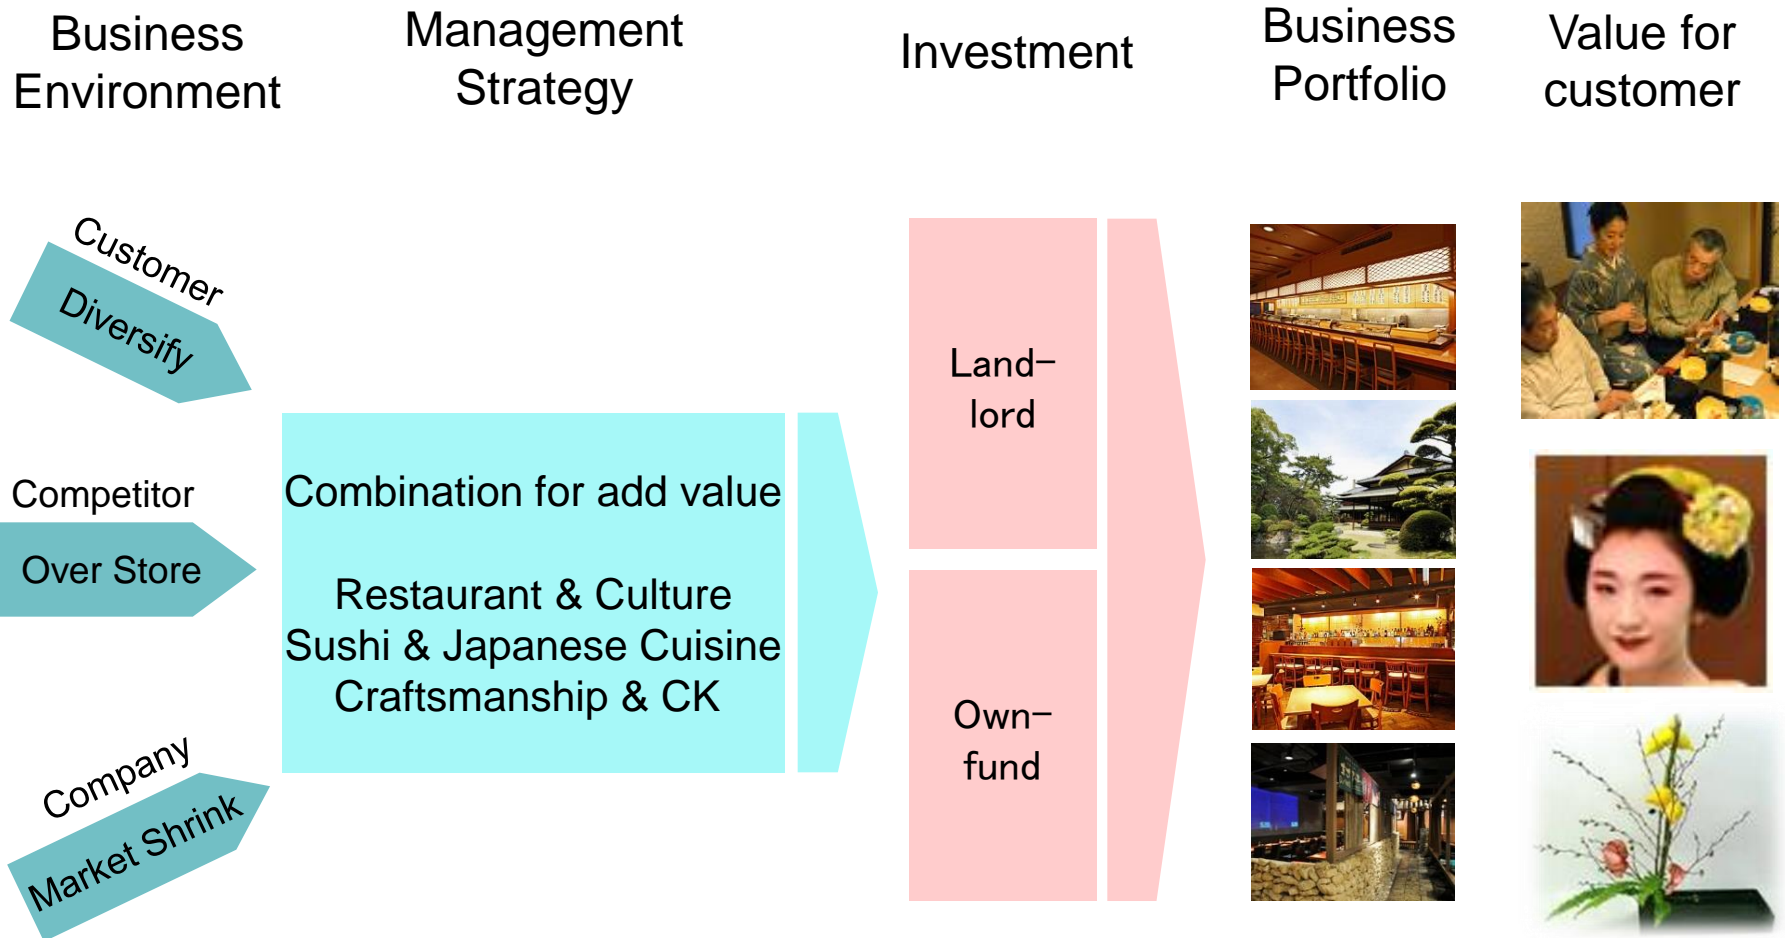 Business
Environment
Management
Strategy
Investment
Business
Portfolio
Value for
customer
Customer
Diversify
Competitor
Over Store
Company
Market Shrink
Combination for add value
Restaurant & Culture
Sushi & Japanese Cuisine
Craftsmanship & CK
Land-
lord
Own-
fund